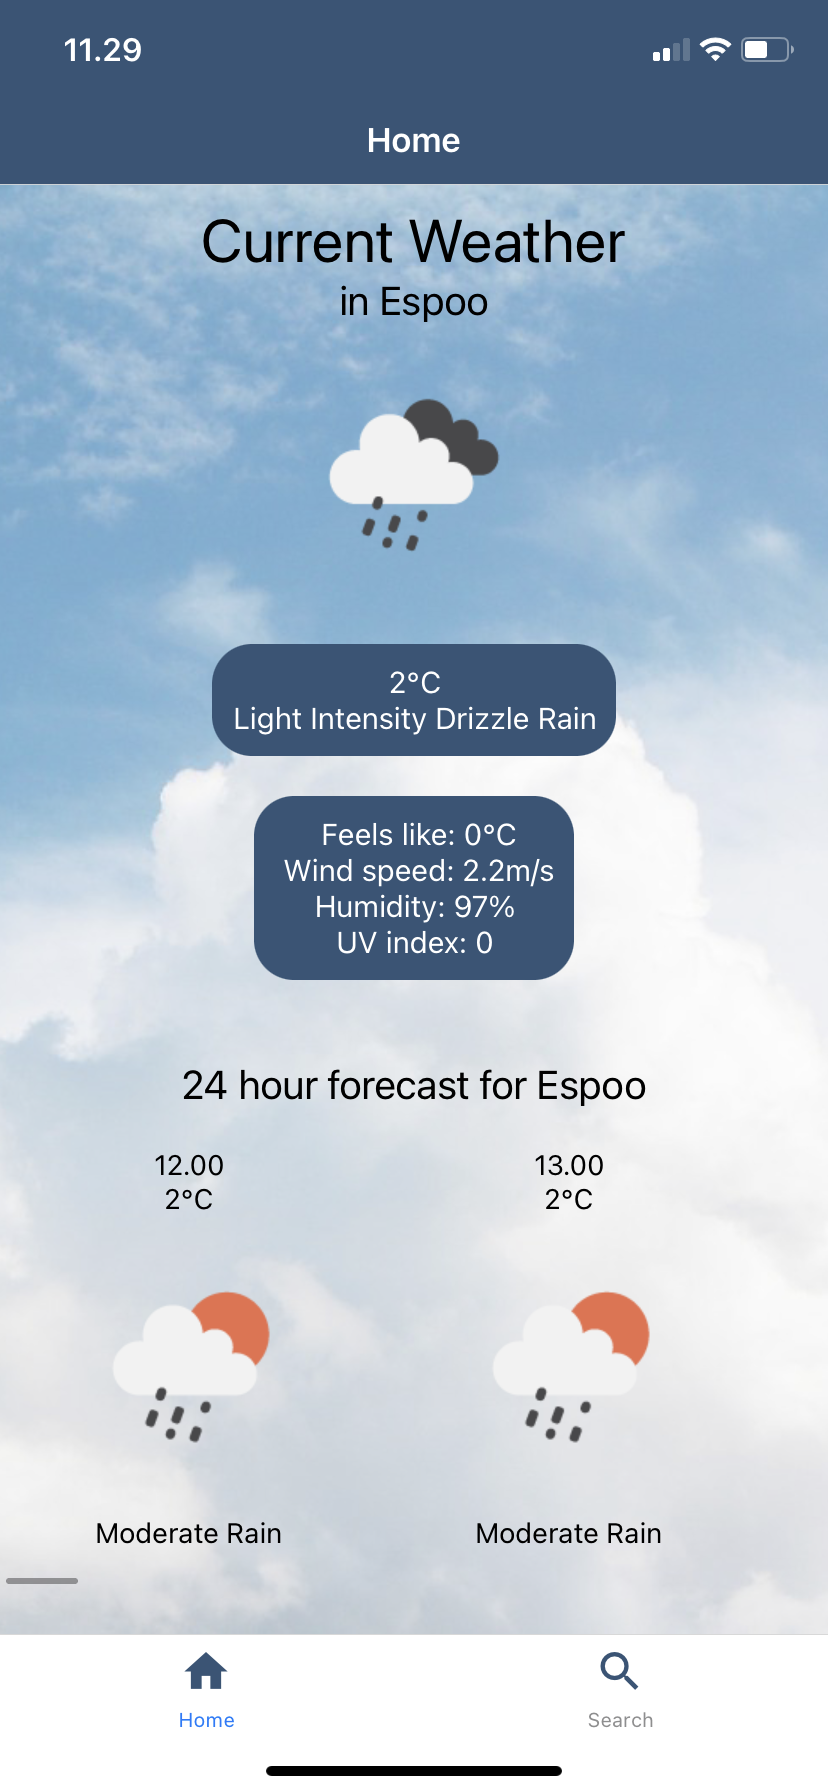 11.29
Home
Current Weather
in Espoo
2°C
Light Intensity Drizzle Rain
Feels like: 0°C
Wind speed: 2.2m/s
Humidity: 97%
UV index: 0
24 hour forecast for Espoo
12.00
2°C
Moderate Rain
13.00
2°C
Moderate Rain
Home
Search